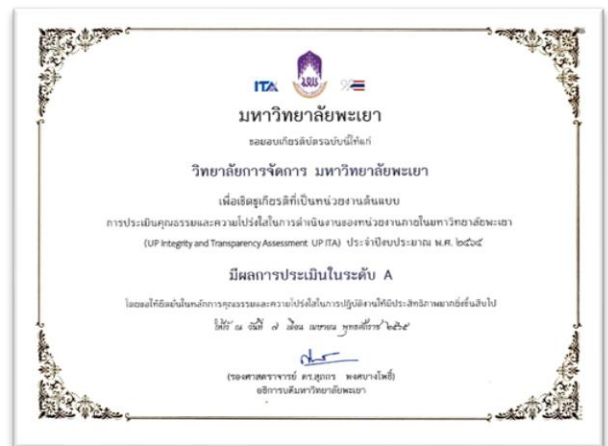 ITA
มหาวิทยาลัยพะเยา
ขอมอบเกียรติบัตรฉบับนี้ให้แก่
วิทยาลัยการจัดการ มหาวิทยาลัยพะเยา
เพื่อเชิดชูเกียรติที่เป็นหน่วยงานต้นแบบ
การประเมินคุณธรรมและความโปร่งใสในการดำเนินงานของหน่วยงานภายในมหาวิทยาลัยพะเยา
(UP Integrity and Transparency Assessment: UP ITA) ประจำปีงบประมาณ พ.ศ. ๒๕๖๕
มีผลการประเมินในระดับ A
โดยขอให้ยึดมั่นในหลักการคุณธรรมและความโปร่งใสในการปฏิบัติงานให้มีประสิทธิภาพมากยิ่งขึ้นสืบไป
ให้ไว้ ณ วันที่ ๗ เดือน เมษายน พุทธศักราช ๒๕๖๕
(รองศาสตราจารย์ ดร.สุภกร พงศบางโพธิ์)
อธิการบดีมหาวิทยาลัยพะเยา